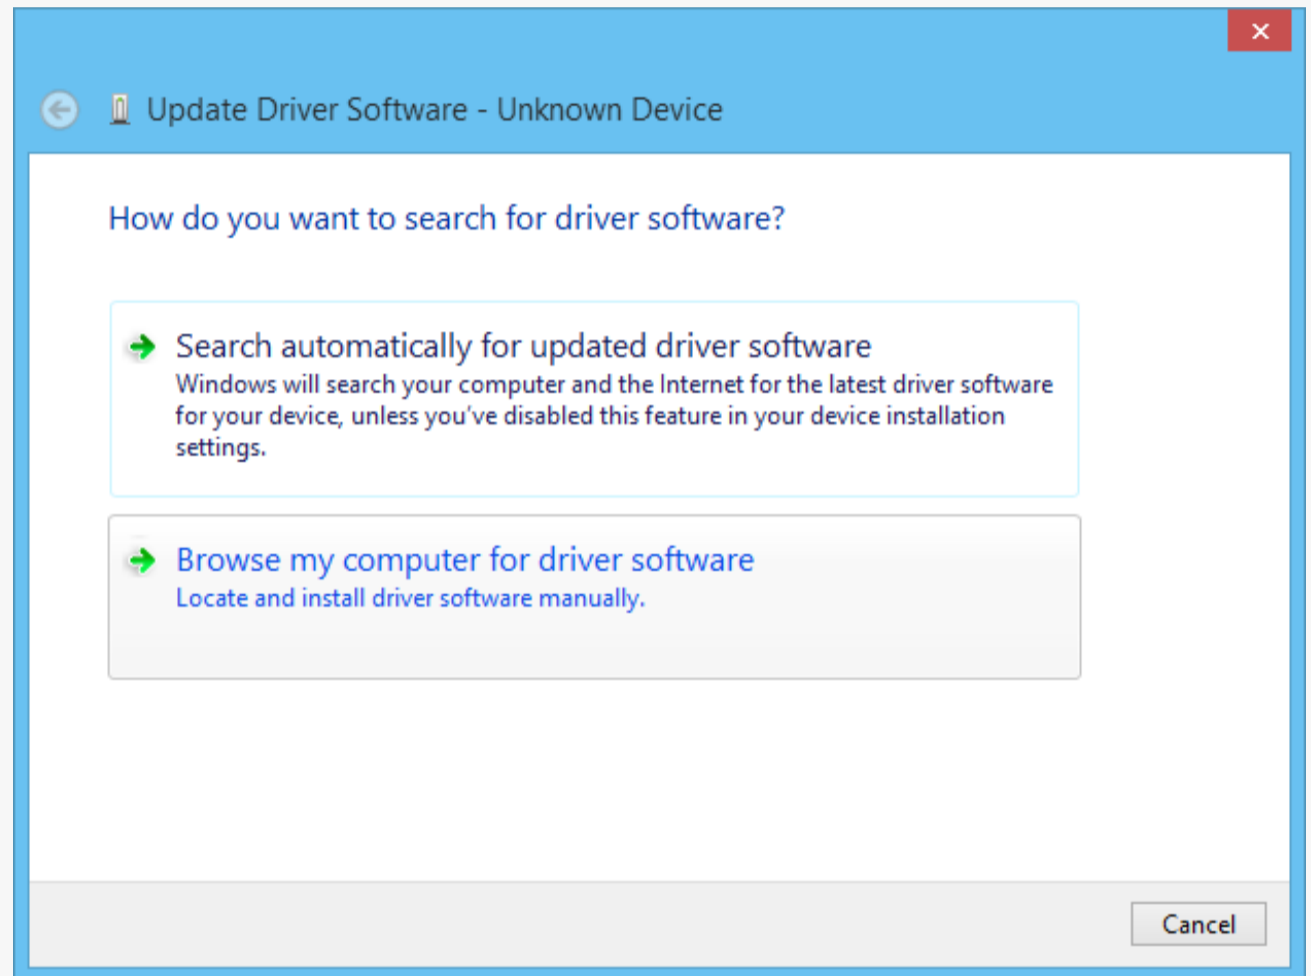 Update Driver Software - Unknown Device
How do you want to search for driver software?
Search automatically for updated driver software
Windows will search your computer and the Internet for the latest driver software
for your device, unless you've disabled this feature in your device installation
settings.
Browse my computer for driver software
Locate and install driver software manually.
Cancel